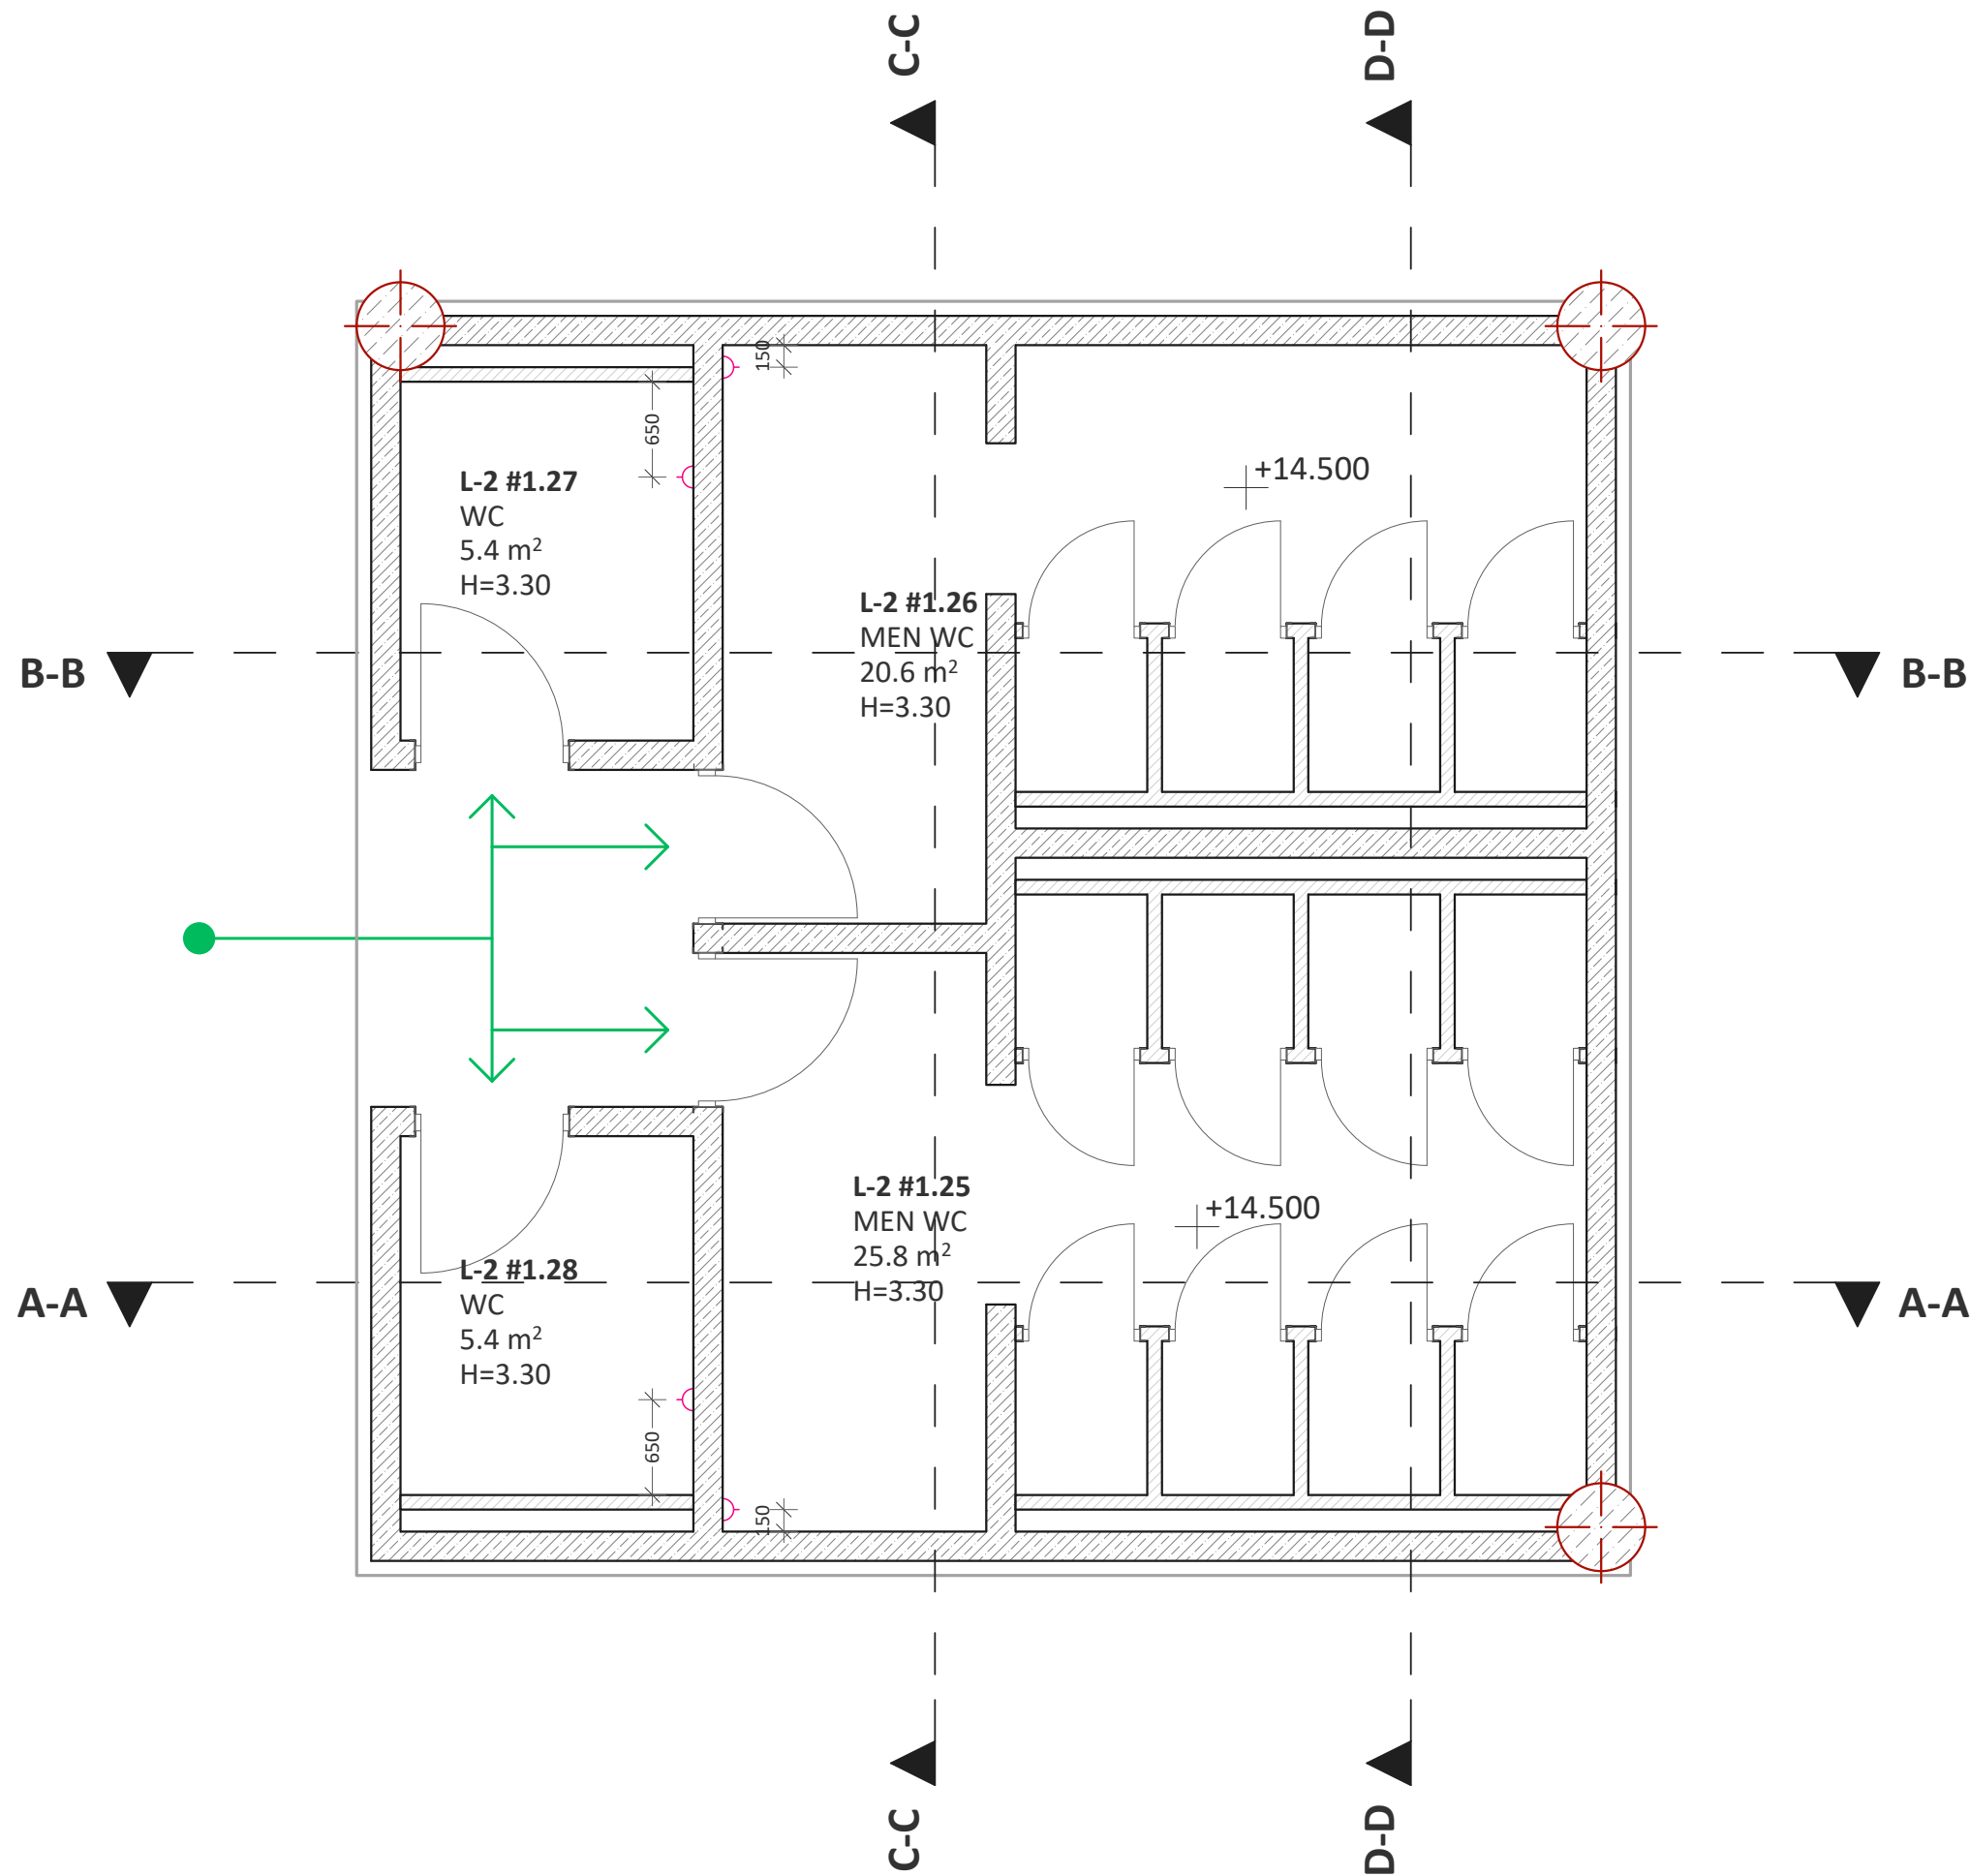 C-C
D-D
150
650
L-2 #1.27
WC
5.4 m²
H=3.30
+14.500
L-2 #1.26
MEN WC
20.6 m²
H=3.30
B-B
B-B
L-2 #1.25
MEN WC
25.8 m²
H=3.30
+14.500
L-2 #1.28
WC
5.4 m²
H=3.30
A-A
A-A
650
150
C-C
D-D